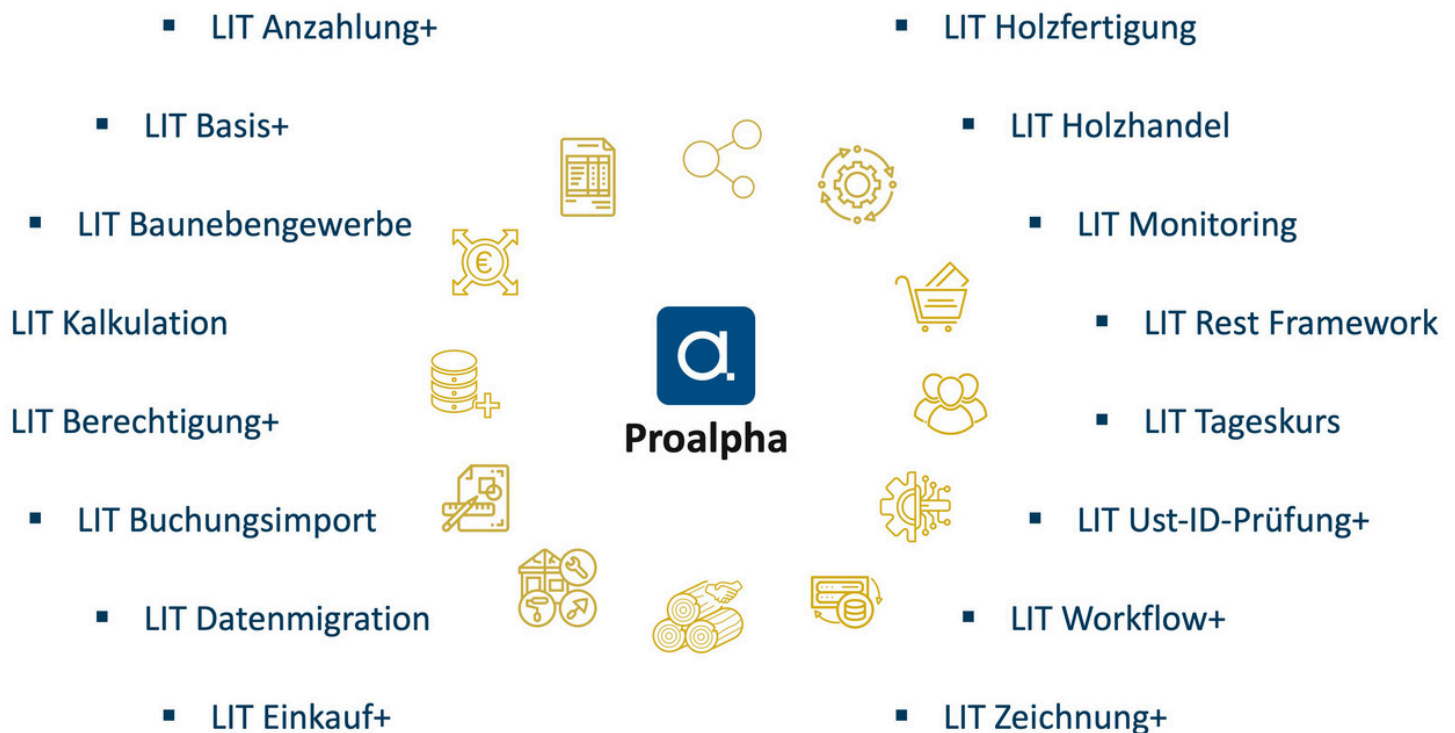 LIT Anzahlung+
LIT Basis+
LIT Baunebengewerbe
LIT Kalkulation
LIT Berechtigung+
LIT Buchungsimport
LIT Datenmigration
LIT Einkauf+
€
a.
Proalpha
LIT Holzfertigung
LIT Holzhandel
LIT Monitoring
LIT Rest Framework
LIT Tageskurs
LIT Ust-ID-Prüfung+
LIT Workflow+
LIT Zeichnung+